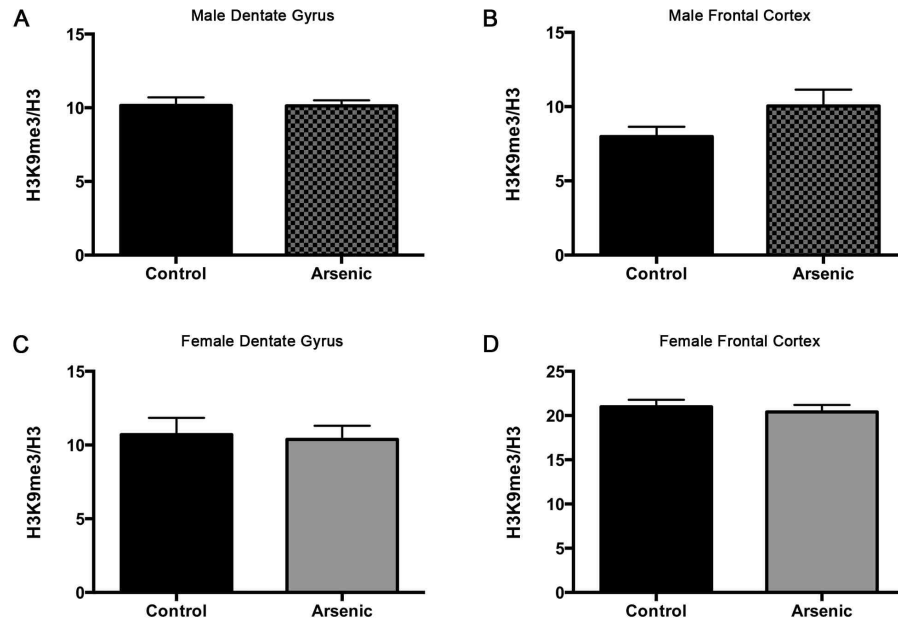 A
Male Dentate Gyrus
H3K9me3/H3
15
10
5
0
Control Arsenic
B
Male Frontal Cortex
H3K9me3/H3
15
10
5
0
Control Arsenic
C
Female Dentate Gyrus
H3K9me3/H3
15
10
5
0
Control Arsenic
D
Female Frontal Cortex
H3K9me3/H3
25
20
15
10
5
0
Control Arsenic